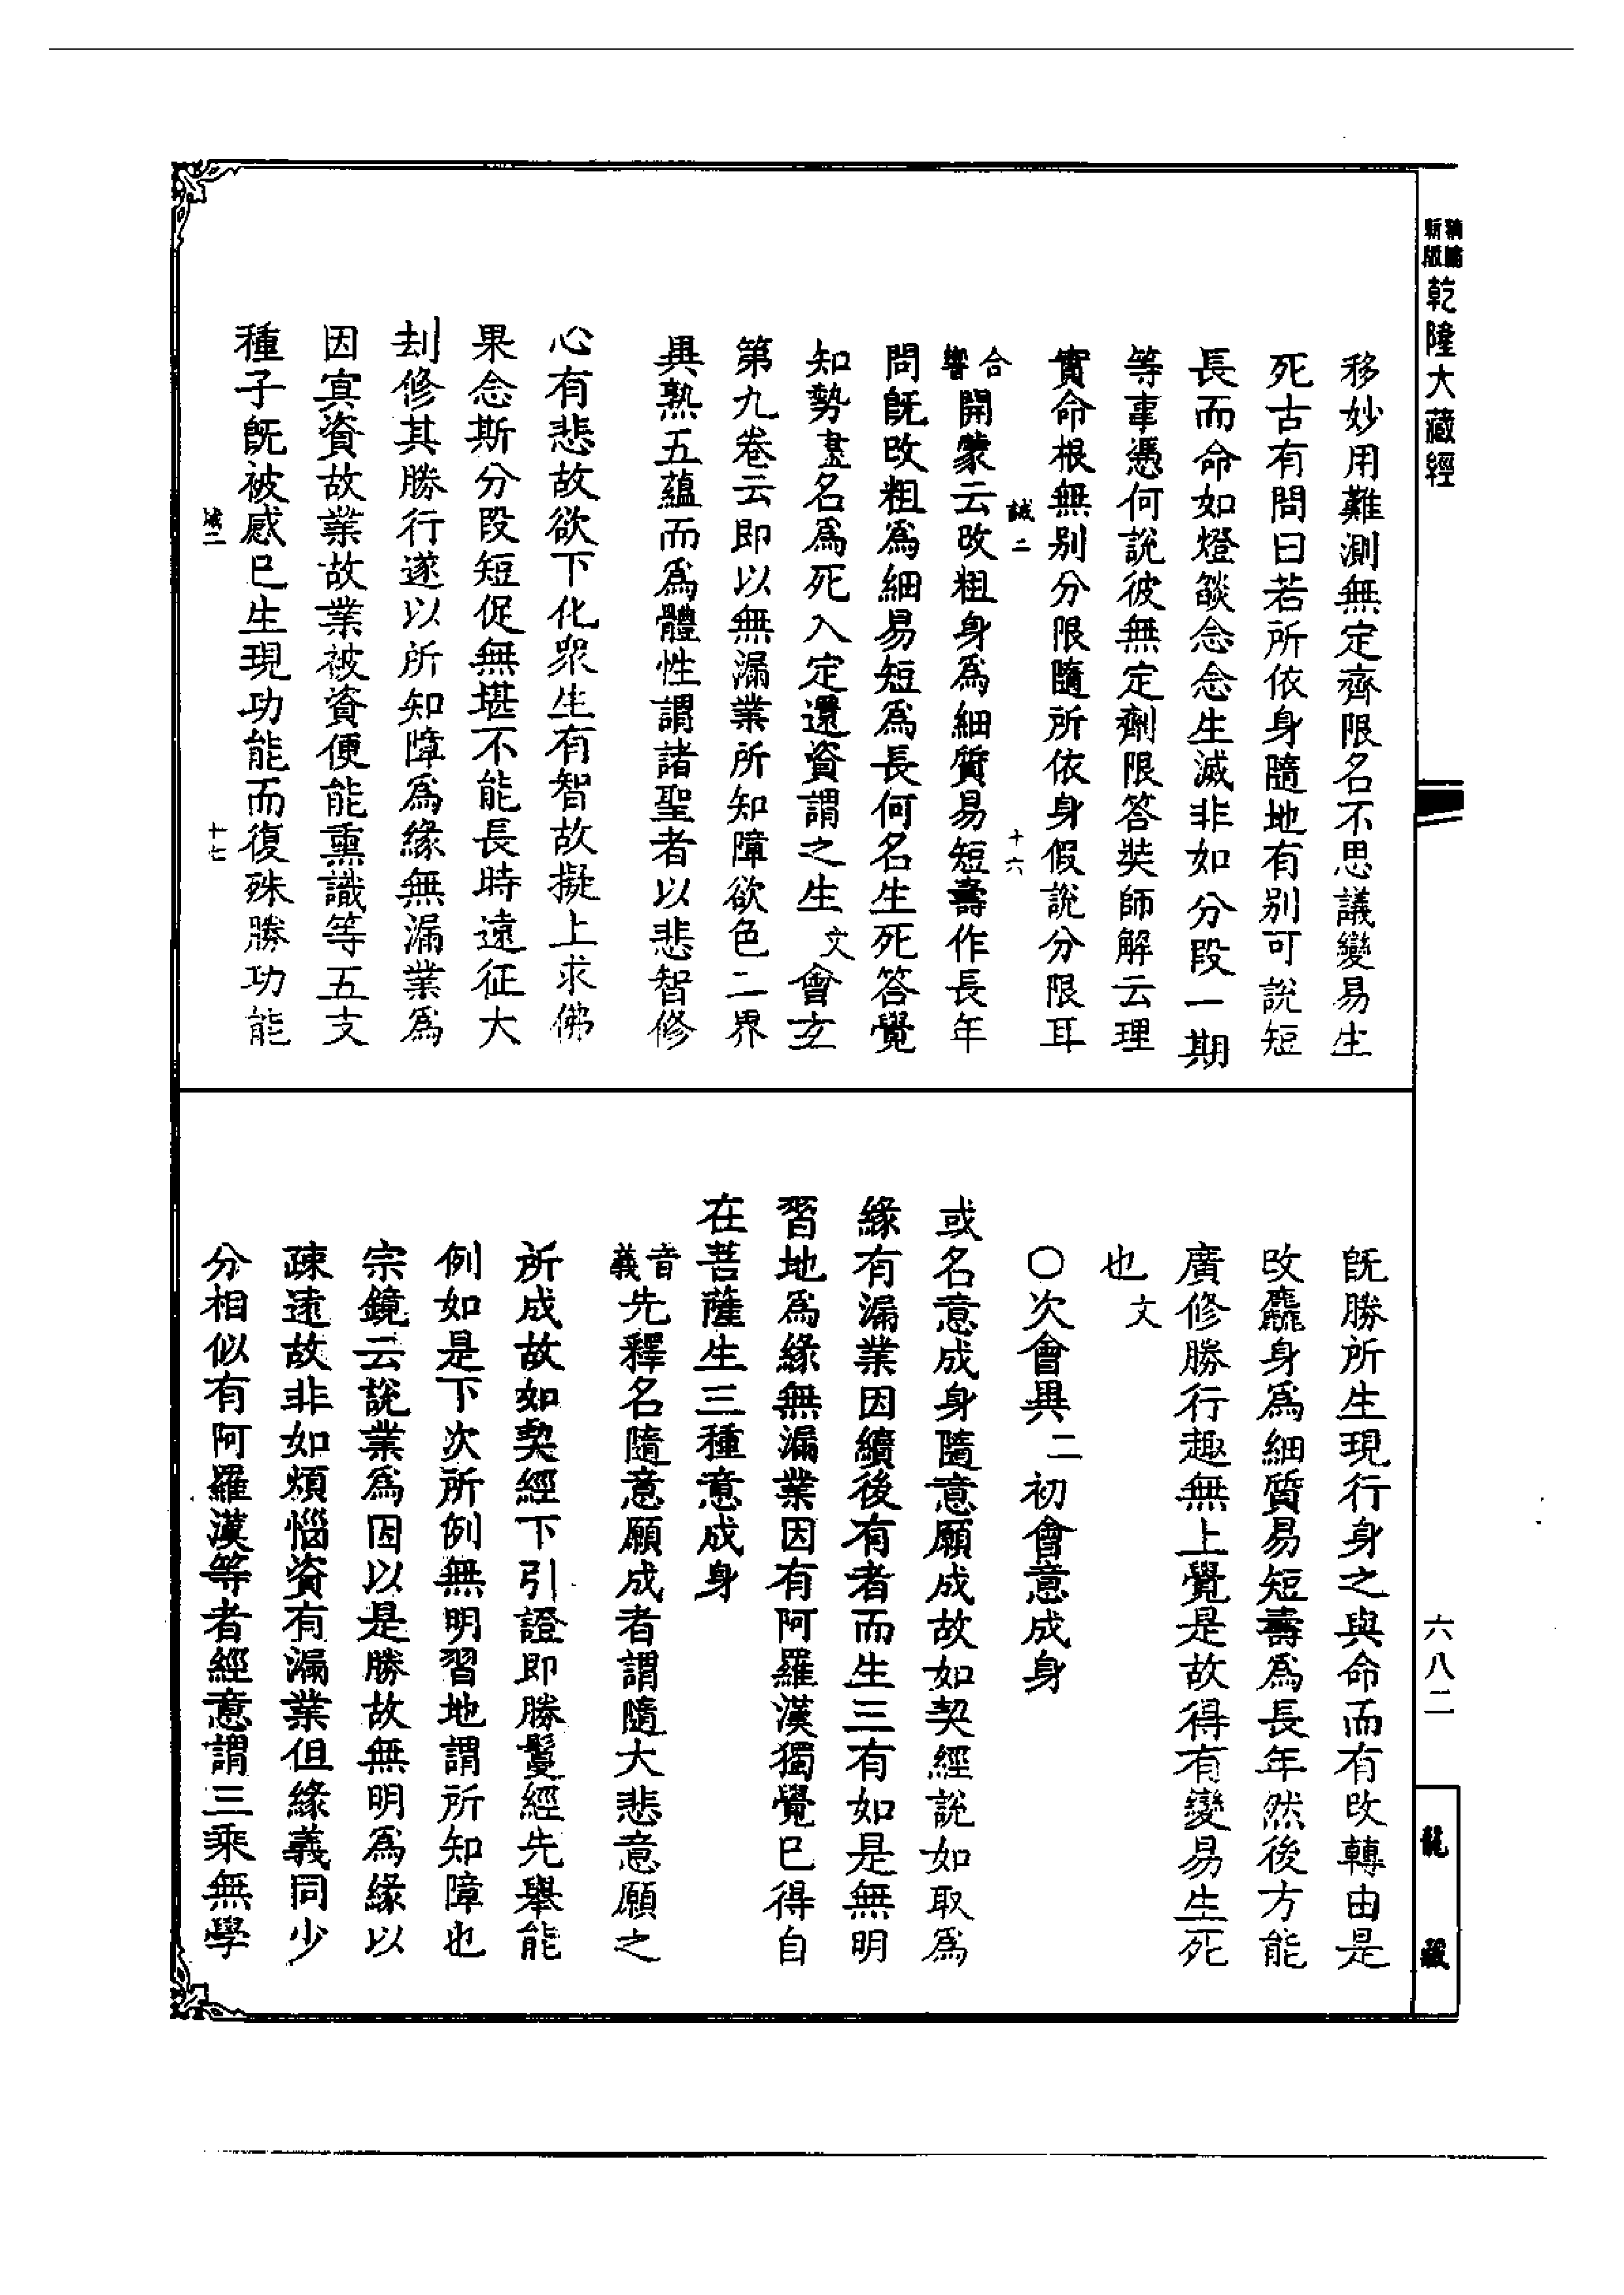 新版
精縮
乾隆大藏經
移妙用難測無定齊限名不思議變易生
死古有問曰若所依身隨地有别可說短
長而命如燈燄念念生滅非如分段一期
等事憑何說彼無定劑限答奘師解云理
實命根無别分限隨所依身假說分限耳
誠二
十六
合響開蒙云改粗身爲細質易短壽作長年
問既改粗爲細易短爲長何名生死答覺
知勢盡名爲死入定還資謂之生文會玄
第九卷云即以無漏業所知障欲色二界
異熟五蘊而爲體性謂諸聖者以悲智修
心有悲故欲下化衆生有智故擬上求佛
果念斯分段短促無堪不能長時遠征大
刦修其勝行遂以所知障爲緣無漏業爲
因㝠資故業故業被資便能熏識等五支
種子既被感已生現功能而復殊勝功能
十七
既勝所生現行身之與命而有改轉由是
改麤身爲細質易短壽爲長年然後方能
廣修勝行趣無上覺是故得有變易生死
也文
〇次會異二初會意成身
或名意成身隨意願成故如契經說如取爲
緣有漏業因續後有者而生三有如是無明
習地爲緣無漏業因有阿羅漢獨覺已得自
在菩薩生三種意成身
音義先釋名隨意願成者謂隨大悲意願之
所成故如契經下引證即勝鬘經先舉能
例如是下次所例無明習地謂所知障也
宗鏡云說業爲因以是勝故無明爲緣以
疎遠故非如煩惱資有漏業但緣義同少
分相似有阿羅漢等者經意謂三乘無學
六八二
龍藏